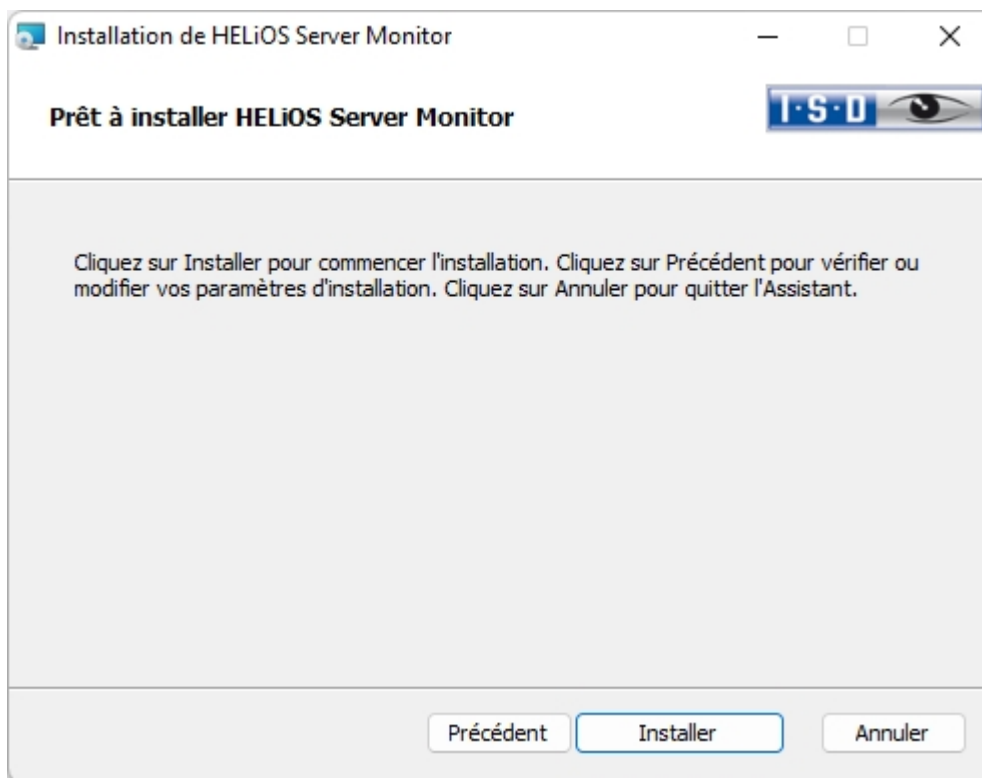 Installation de HELiOS Server Monitor
Prêt à installer HELiOS Server Monitor
I·S·D
Cliquez sur Installer pour commencer l'installation. Cliquez sur Précédent pour vérifier ou
modifier vos paramètres d'installation. Cliquez sur Annuler pour quitter l'Assistant.
Précédent
Installer
Annuler